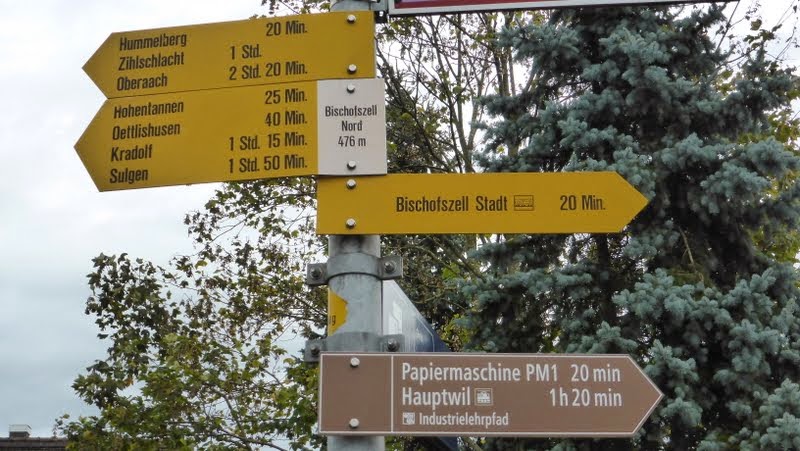 Hummelberg 20 Min.
Zihlschlacht 1 Std.
Oberaach 2 Std. 20 Min.
Hohentannen 25 Min.
Oettlishusen 40 Min.
Kradolf 1 Std. 15 Min.
Sulgen 1 Std. 50 Min.
Bischofszell
Nord
476 m
Bischofszell Stadt 20 Min.
Papiermaschine PM1 20 min
Hauptwil 1 h 20 min
Industrielehrpfad